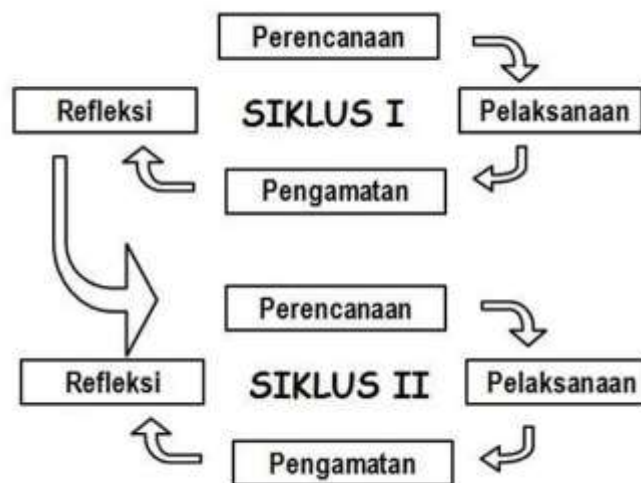 Perencanaan
Refleksi
SIKLUS I
Pelaksanaan
Pengamatan
Perencanaan
Refleksi
SIKLUS II
Pelaksanaan
Pengamatan